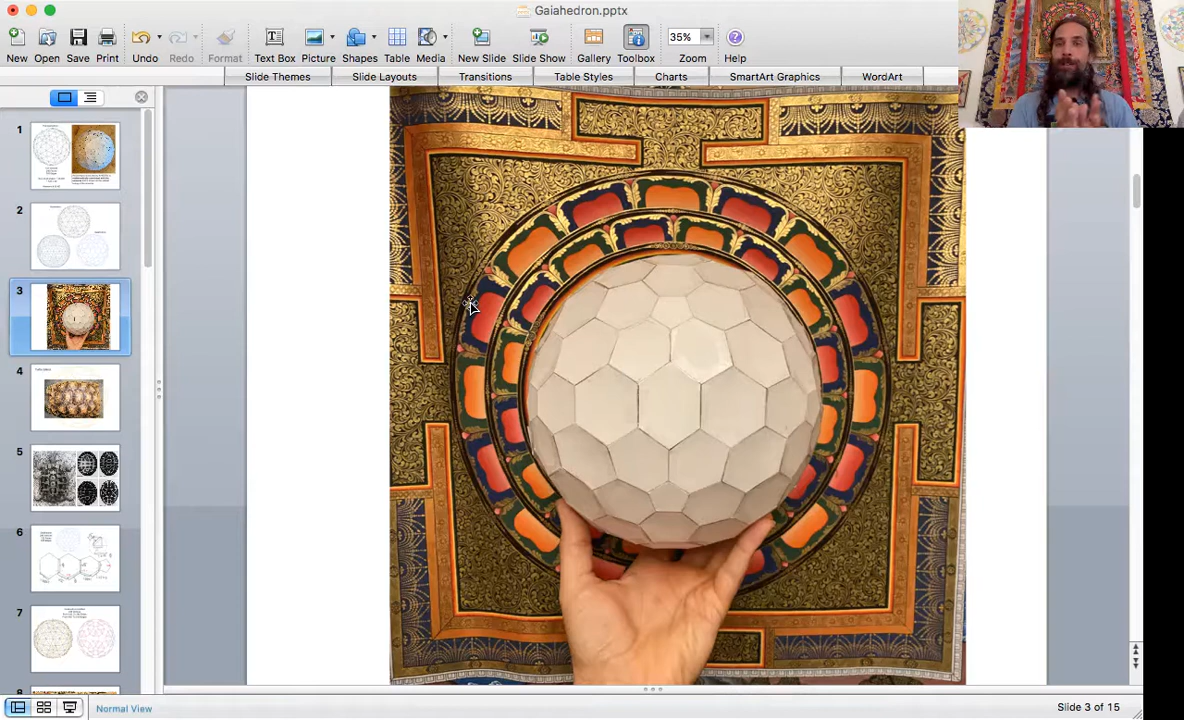 Gaiahedron.pptx
New Open Save Print Undo Redo Format Text Box Picture Shapes Table Media New Slide Slide Show Gallery Toolbox Zoom
35%
Slide Themes Slide Layouts Transitions Table Styles Charts SmartArt Graphics WordArt
1
2
3
4
5
6
7
8
Normal View
Slide 3 of 15